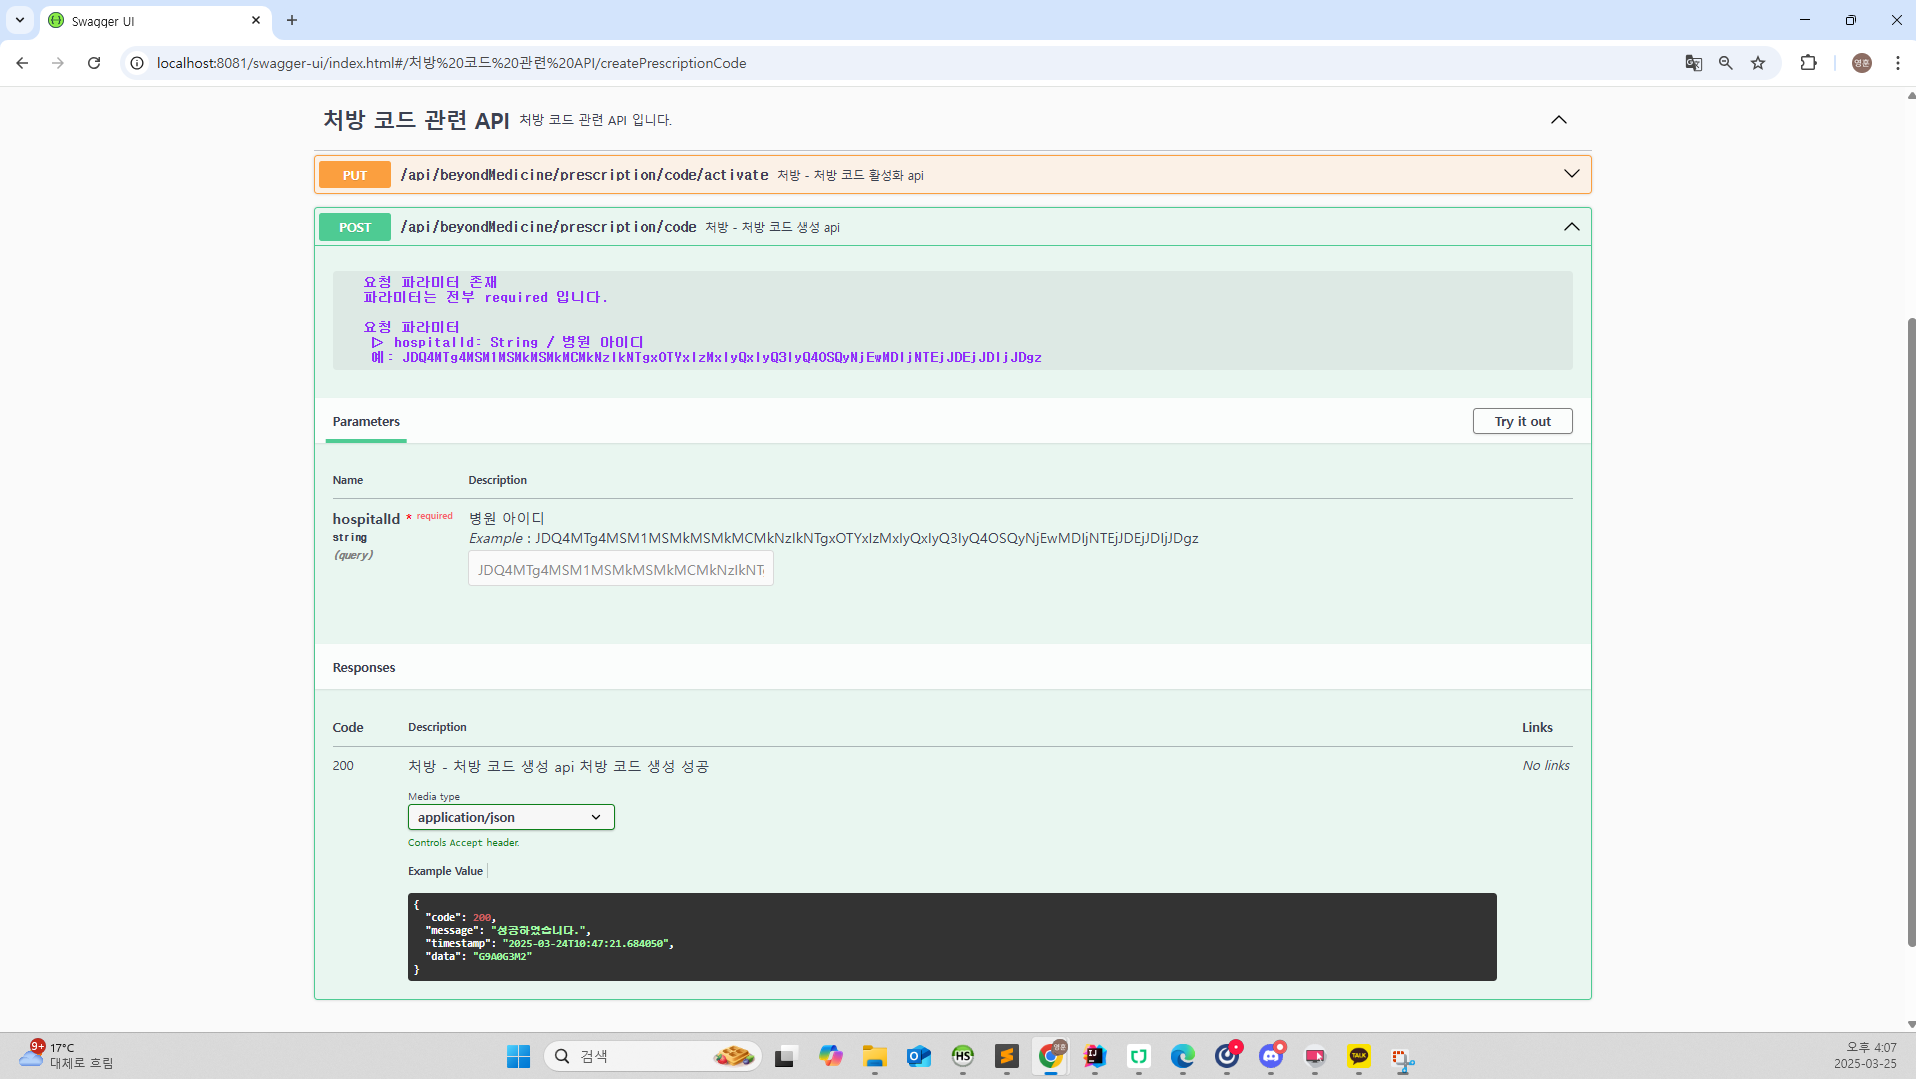 Swagger UI
localhost:8081/swagger-ui/index.html#/처방%20코드%20관련%20API/createPrescriptionCode
영훈
처방 코드 관련 API 처방 코드 관련 API 입니다.
PUT /api/beyondMedicine/prescription/code/activate 처방 - 처방 코드 활성화 api
POST /api/beyondMedicine/prescription/code 처방 - 처방 코드 생성 api
요청 파라미터 존재
파라미터는 전부 required 입니다.
요청 파라미터
▷ hospitalId: String / 병원 아이디
예: JDQ4MTg4MSM1MSMkMSMkMCMkNzIkNTgxOTYxIzMxIyQxIyQ3IyQ4OSQyNjEwMDIjNTEjJDEjJDIjJDgz
Parameters
Try it out
Name Description
hospitalId * required 병원 아이디
string Example : JDQ4MTg4MSM1MSMkMSMkMCMkNzIkNTgxOTYxIzMxIyQxIyQ3IyQ4OSQyNjEwMDIjNTEjJDEjJDIjJDgz
(query)
JDQ4MTg4MSM1MSMkMSMkMCMkNzIkNT
Responses
Code Description Links
200 처방 - 처방 코드 생성 api 처방 코드 생성 성공 No links
Media type
application/json
Controls Accept header.
Example Value
{
"code": 200,
"message": "성공하였습니다.",
"timestamp": "2025-03-24T10:47:21.684050",
"data": "G9A0G3M2"
}
9+ 17°C
대체로 흐림
검색
HS
IJ
TALK
오후 4:07
2025-03-25